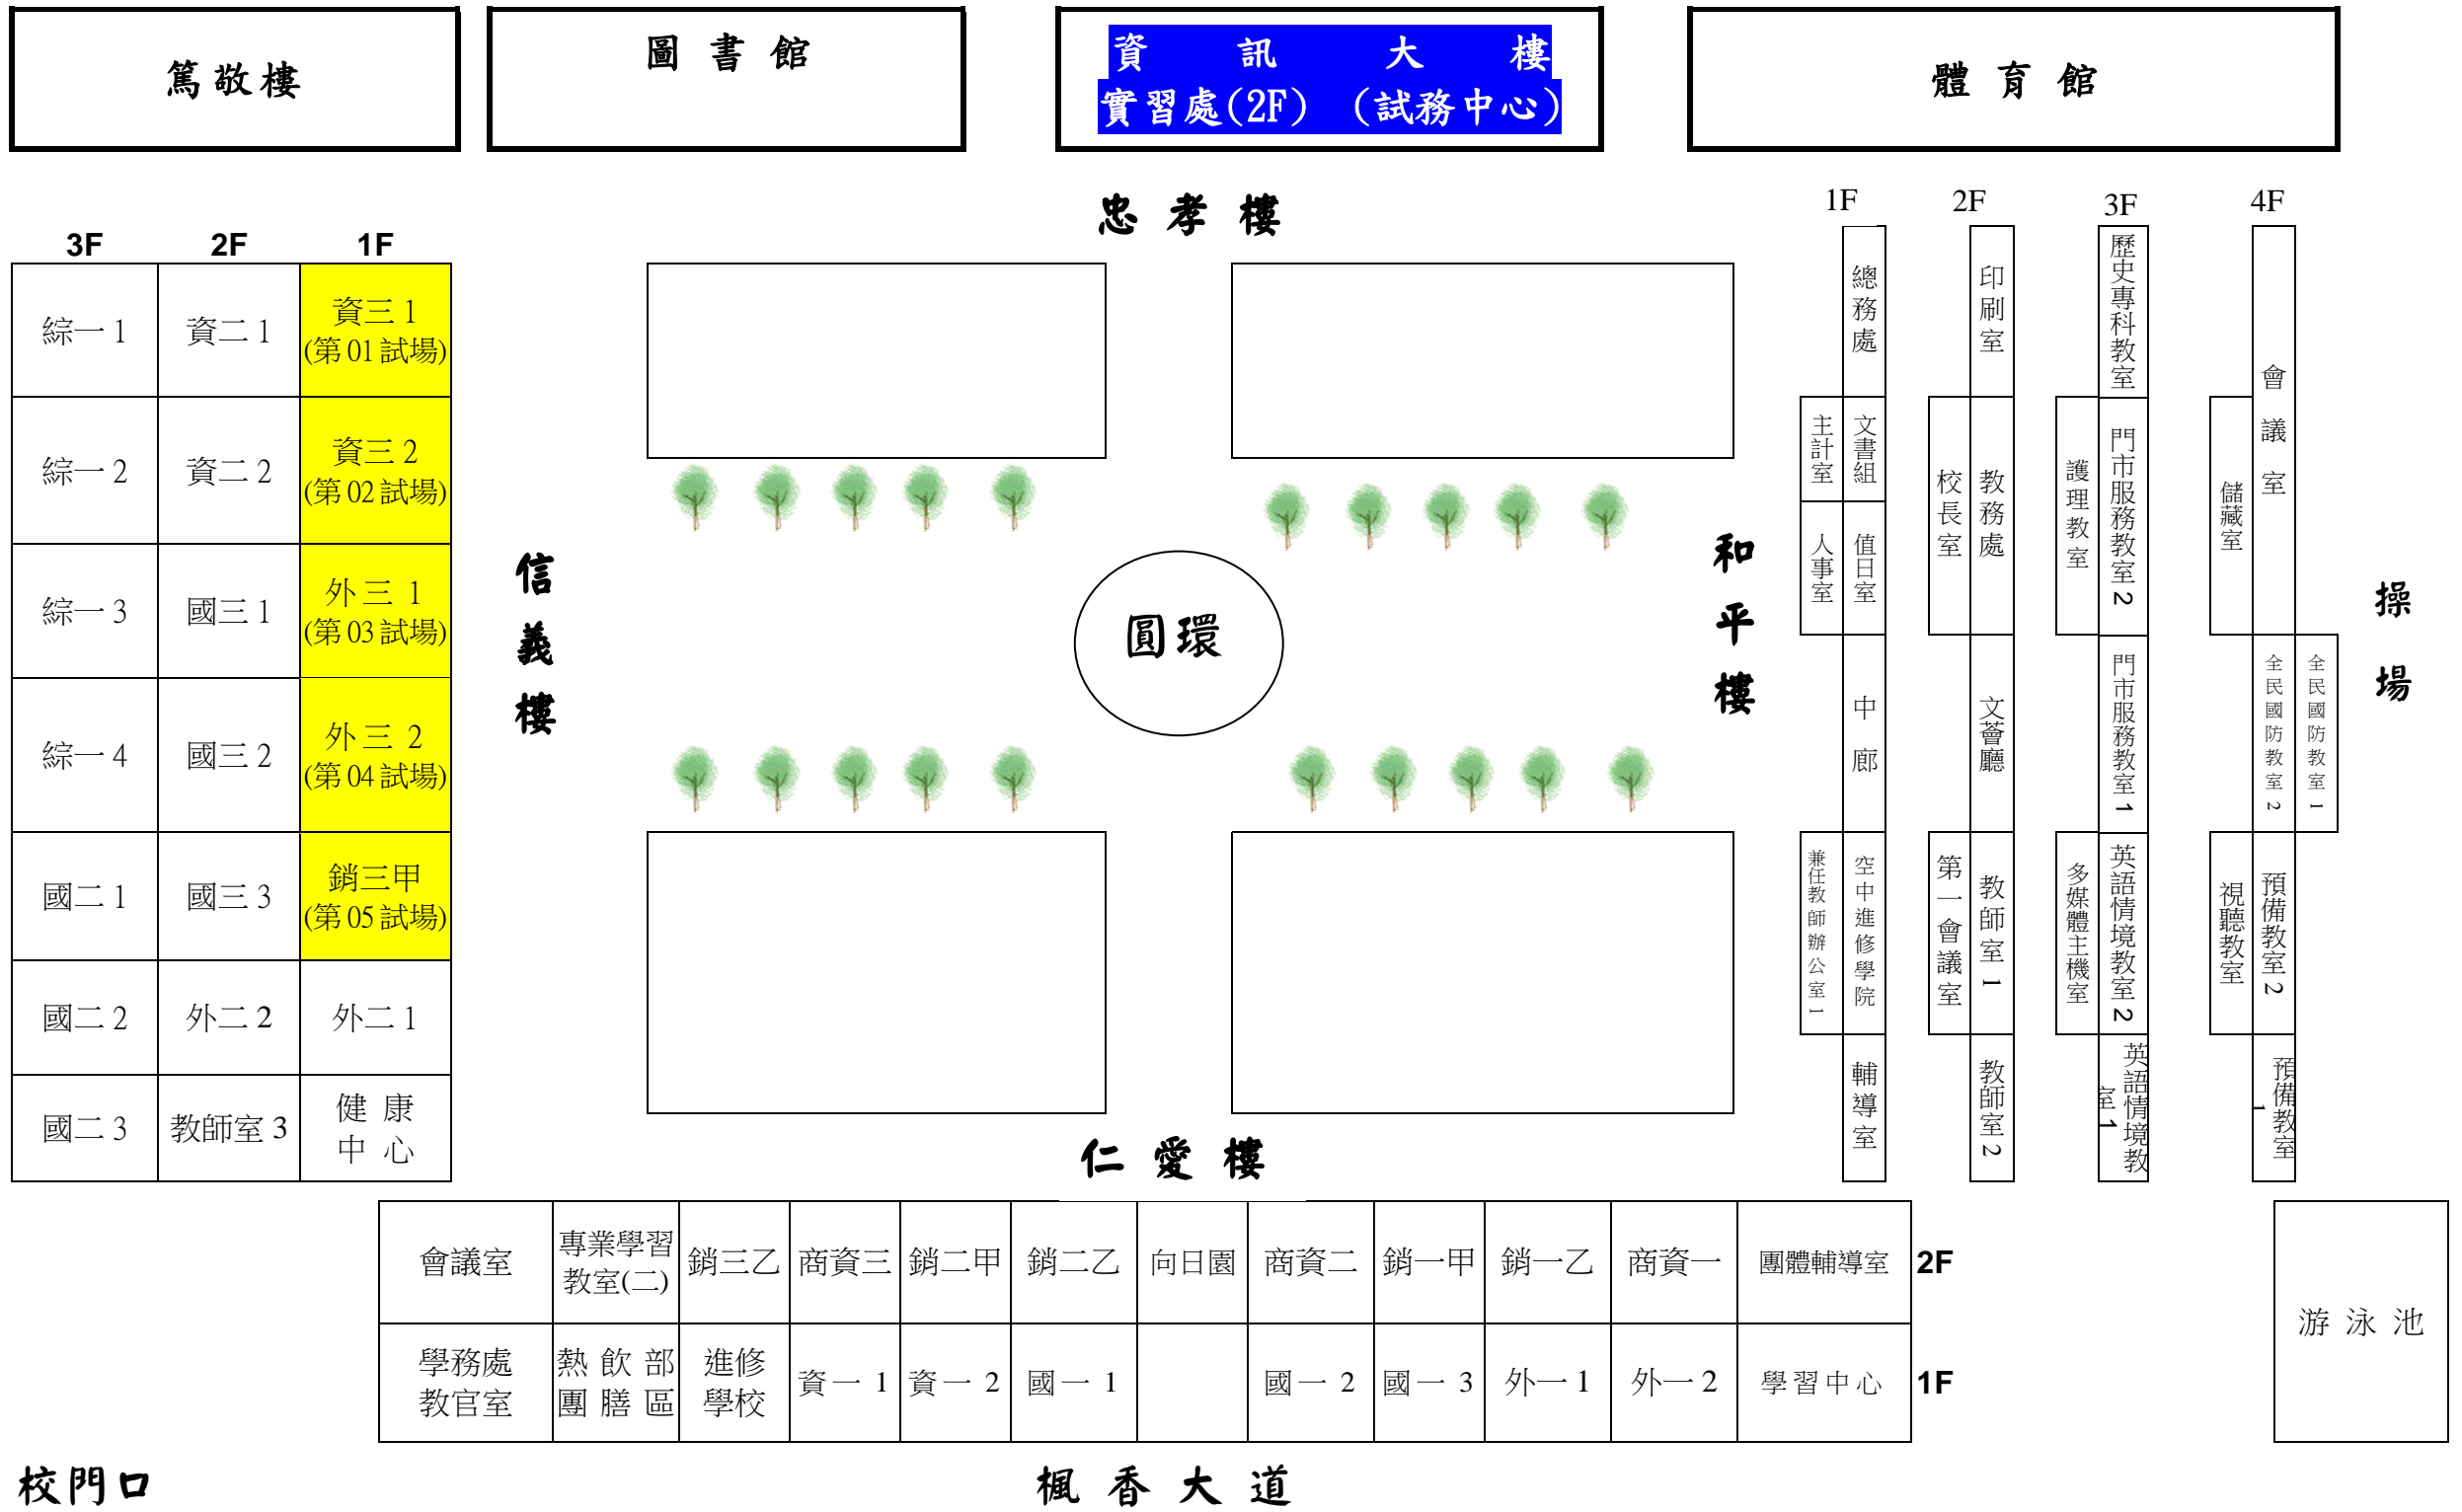 篤敬樓
圖 書 館
資 訊 大 樓
實習處(2F) (試務中心)
體 育 館
忠 孝 樓
3F 2F 1F
綜一 1 資二 1 資三 1
(第 01 試場)
綜一 2 資二 2 資三 2
(第 02 試場)
綜一 3 國三 1 外三 1
(第 03 試場)
綜一 4 國三 2 外三 2
(第 04 試場)
國二 1 國三 3 銷三甲
(第 05 試場)
國二 2 外二 2 外二 1
國二 3 教師室 3 健 康
中 心
信義樓
圓環
和平樓
1F
總務處
主計室
文書組
人事室
值日室
中廊
兼任教師辦公室1
空中進修學院
輔導室
2F
印刷室
校長室
教務處
文薈廳
第一會議室
教師室1
教師室2
3F
歷史專科教室
護理教室
門市服務教室2
門市服務教室1
多媒體主機室
英語情境教室2
英語情境教
室1
4F
會議室
儲藏室
全民國防教室2
全民國防教室1
視聽教室
預備教室2
預備教室
1
操場
仁 愛 樓
會議室 專業學習
教室(二) 銷三乙 商資三 銷二甲 銷二乙 向日園 商資二 銷一甲 銷一乙 商資一 團體輔導室 2F
學務處
教官室 熱 飲 部
團 膳 區 進修
學校 資一 1 資一 2 國一 1 國一 2 國一 3 外一 1 外一 2 學習中心 1F
游 泳 池
校門口
楓 香 大 道